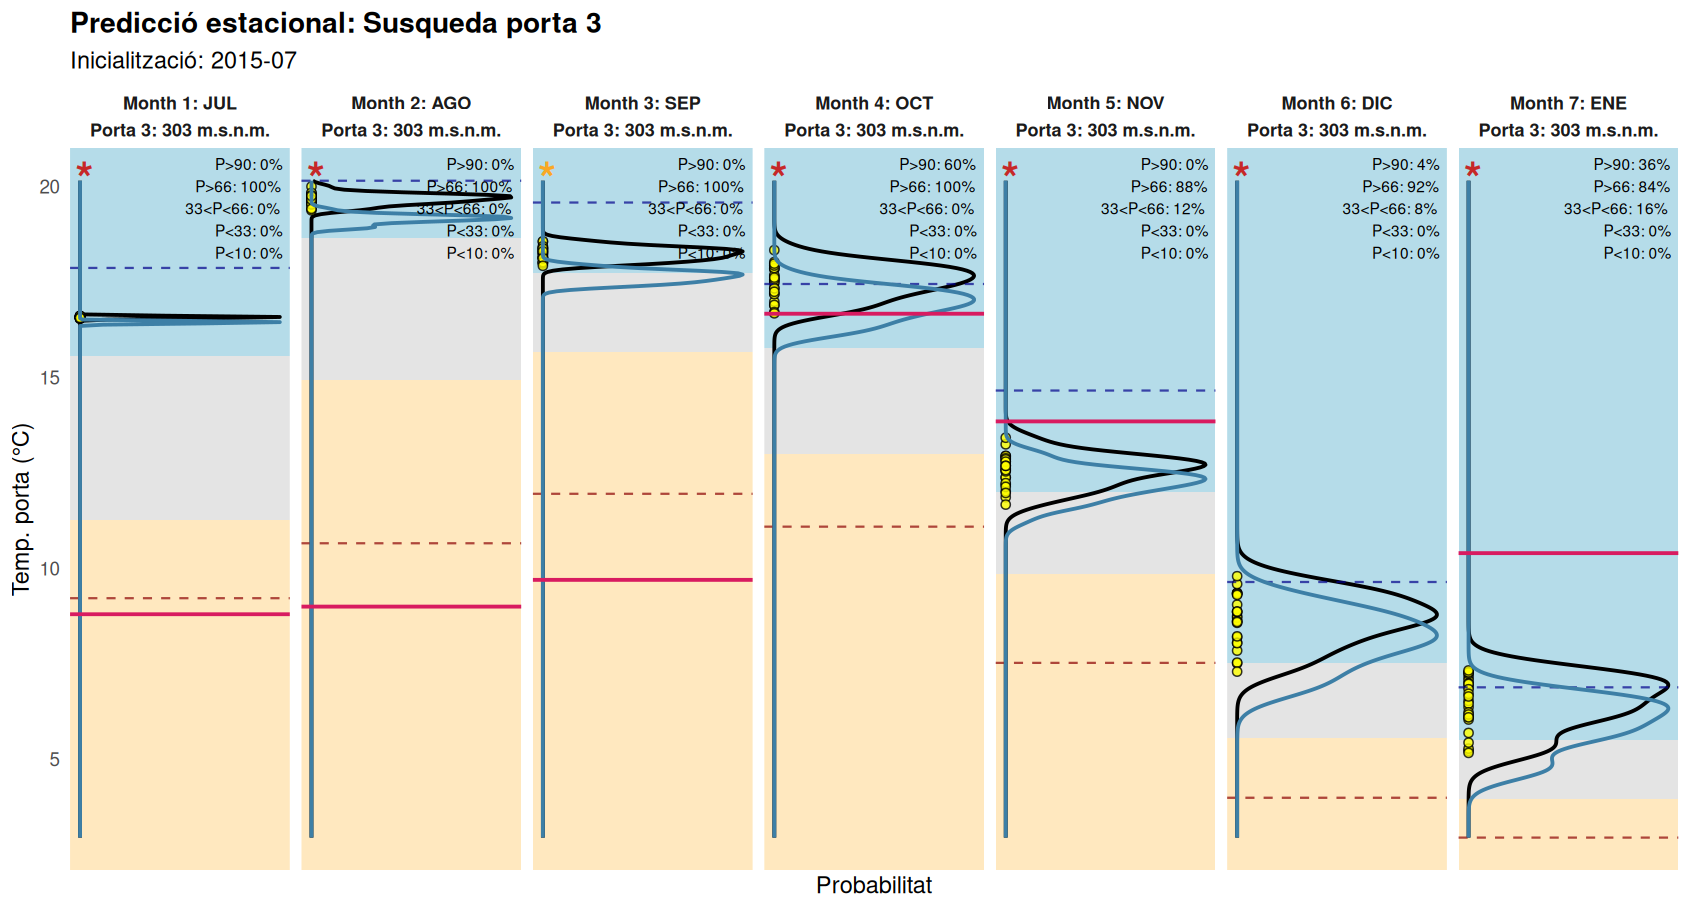 Predicció estacional: Susqueda porta 3
Inicialització: 2015-07
Month 1: JUL
Porta 3: 303 m.s.n.m.
Month 2: AGO
Porta 3: 303 m.s.n.m.
Month 3: SEP
Porta 3: 303 m.s.n.m.
Month 4: OCT
Porta 3: 303 m.s.n.m.
Month 5: NOV
Porta 3: 303 m.s.n.m.
Month 6: DIC
Porta 3: 303 m.s.n.m.
Month 7: ENE
Porta 3: 303 m.s.n.m.
*
P>90: 0%
P>66: 100%
33<P<66: 0%
P<33: 0%
P<10: 0%
*
P>90: 0%
P>66: 100%
33<P<66: 0%
P<33: 0%
P<10: 0%
*
P>90: 0%
P>66: 100%
33<P<66: 0%
P<33: 0%
P<10: 0%
*
P>90: 60%
P>66: 100%
33<P<66: 0%
P<33: 0%
P<10: 0%
*
P>90: 0%
P>66: 88%
33<P<66: 12%
P<33: 0%
P<10: 0%
*
P>90: 4%
P>66: 92%
33<P<66: 8%
P<33: 0%
P<10: 0%
*
P>90: 36%
P>66: 84%
33<P<66: 16%
P<33: 0%
P<10: 0%
20
15
10
5
Temp. porta (°C)
Probabilitat